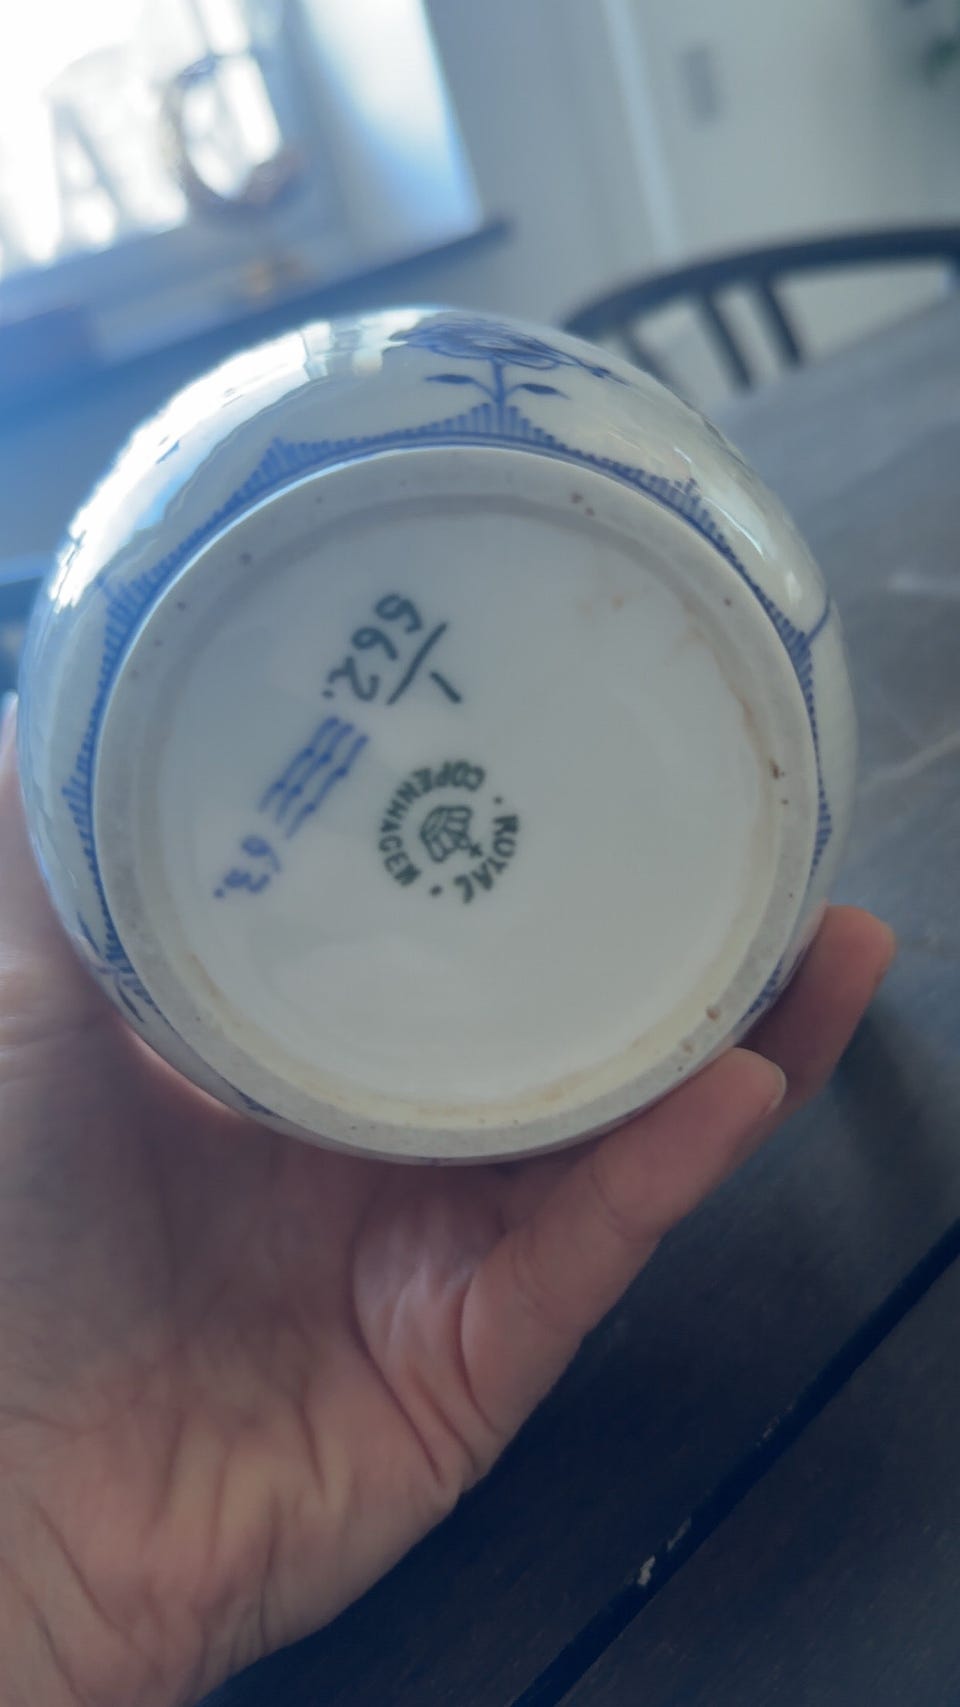 1/662.
63.
ROYAL
COPENHAGEN